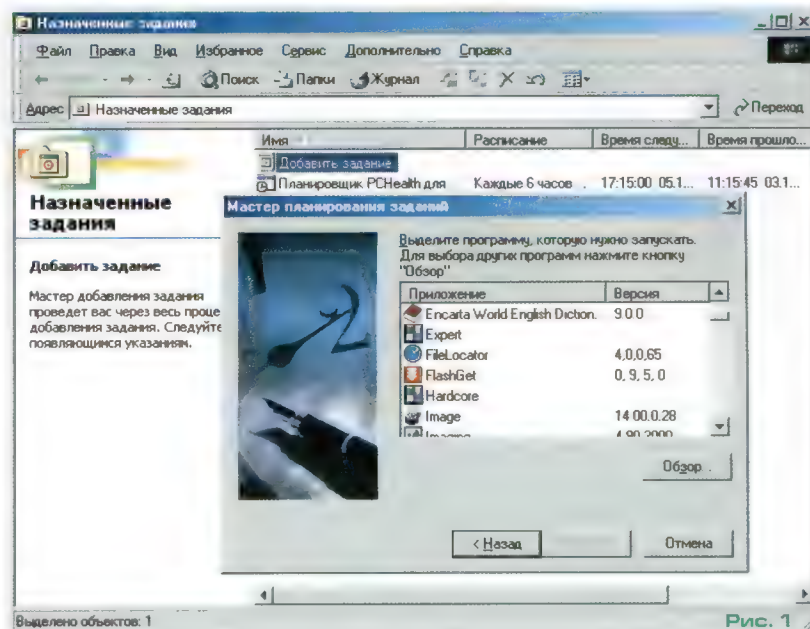 Назначенные задания
Файл Правка Вид Избранное Сервис Дополнительно Справка
Поиск Папки Журнал
Адрес Назначенные задания Переход
Имя Расписание Время следу... Время прошло...
Добавить задание
Планировщик PCHealth для Каждые 6 часов . 17:15:00 05.1... 11:15:45 03.1...
Назначенные
задания
Добавить задание
Мастер добавления задания
проведет вас через весь проце
добавления задания. Следуйте
появляющимся указаниям.
Мастер планирования заданий
Выделите программу, которую нужно запускать.
Для выбора других программ нажмите кнопку
"Обзор"
Приложение Версия
Encarta World English Diction. 9.0.0
Expert
FileLocator 4,0,0,65
FlashGet 0, 9, 5, 0
Hardcore
Image 14.00.0.28
Imaging 4.90.3000
Обзор...
< Назад Отмена
Выделено объектов: 1
Рис. 1